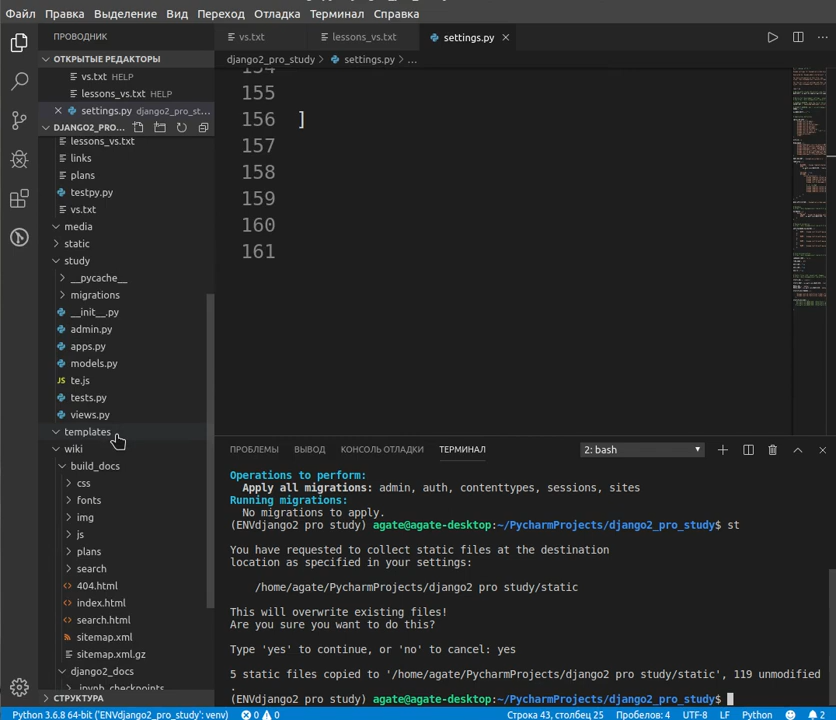 Файл Правка Выделение Вид Переход Отладка Терминал Справка
ПРОВОДНИК
ОТКРЫТЫЕ РЕДАКТОРЫ
vs.txt HELP
lessons_vs.txt HELP
settings.py django2_pro_st...
DJANGO2_PRO...
lessons_vs.txt
links
plans
testpy.py
vs.txt
media
static
study
__pycache__
migrations
__init__.py
admin.py
apps.py
models.py
te.js
tests.py
views.py
templates
wiki
build_docs
css
fonts
img
js
plans
search
404.html
index.html
search.html
sitemap.xml
sitemap.xml.gz
django2_docs
.ipynb_checkpoints
СТРУКТУРА
vs.txt lessons_vs.txt settings.py
django2_pro_study > settings.py > ...
154
155
156 ]
157
158
159
160
161
ПРОБЛЕМЫ ВЫВОД КОНСОЛЬ ОТЛАДКИ ТЕРМИНАЛ 2: bash
Operations to perform:
Apply all migrations: admin, auth, contenttypes, sessions, sites
Running migrations:
No migrations to apply.
(ENVdjango2 pro study) agate@agate-desktop:~/PycharmProjects/django2_pro_study$ st
You have requested to collect static files at the destination
location as specified in your settings:
/home/agate/PycharmProjects/django2 pro study/static
This will overwrite existing files!
Are you sure you want to do this?
Type 'yes' to continue, or 'no' to cancel: yes
5 static files copied to '/home/agate/PycharmProjects/django2 pro study/static', 119 unmodified
.
(ENVdjango2 pro study) agate@agate-desktop:~/PycharmProjects/django2_pro_study$
Python 3.6.8 64-bit ('ENVdjango2_pro_study': venv) 0 0 Строка 43, столбец 25 Пробелов: 4 UTF-8 LF Python 2